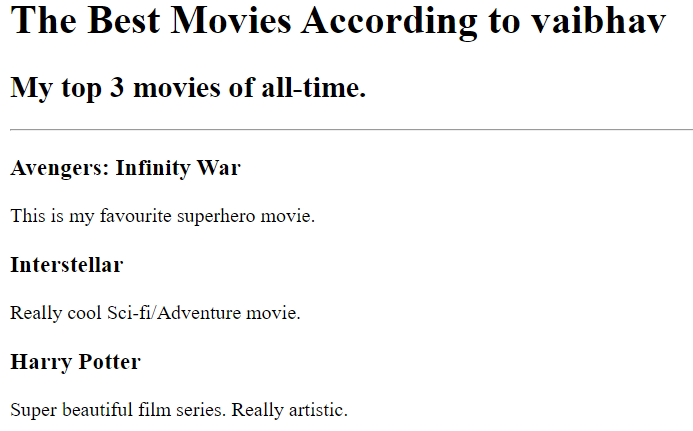 The Best Movies According to vaibhav
My top 3 movies of all-time.
Avengers: Infinity War
This is my favourite superhero movie.
Interstellar
Really cool Sci-fi/Adventure movie.
Harry Potter
Super beautiful film series. Really artistic.